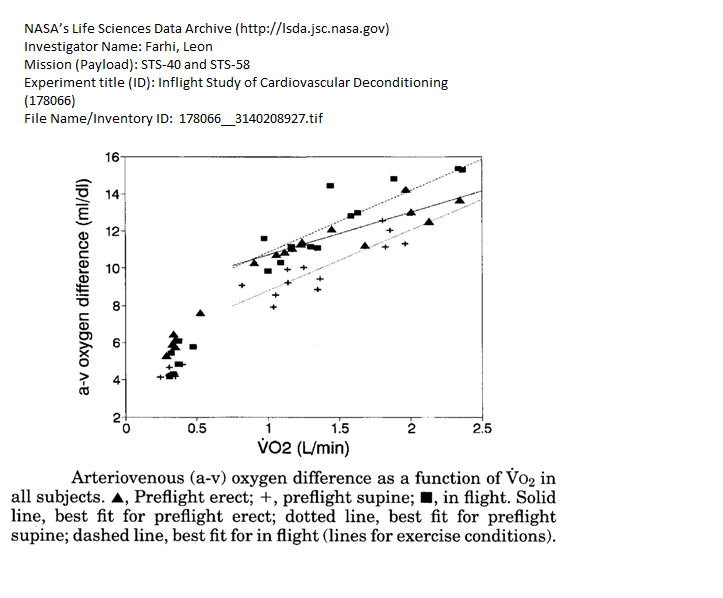 NASA's Life Sciences Data Archive (http://lsda.jsc.nasa.gov)
Investigator Name: Farhi, Leon
Mission (Payload): STS-40 and STS-58
Experiment title (ID): Inflight Study of Cardiovascular Deconditioning
(178066)
File Name/Inventory ID: 178066__3140208927.tif
a-v oxygen difference (ml/dl)
16
14
12
10
8
6
4
2
0 0.5 1 1.5 2 2.5
V̇O2 (L/min)
Arteriovenous (a-v) oxygen difference as a function of V̇O₂ in
all subjects. ▲, Preflight erect; +, preflight supine; ■, in flight. Solid
line, best fit for preflight erect; dotted line, best fit for preflight
supine; dashed line, best fit for in flight (lines for exercise conditions).